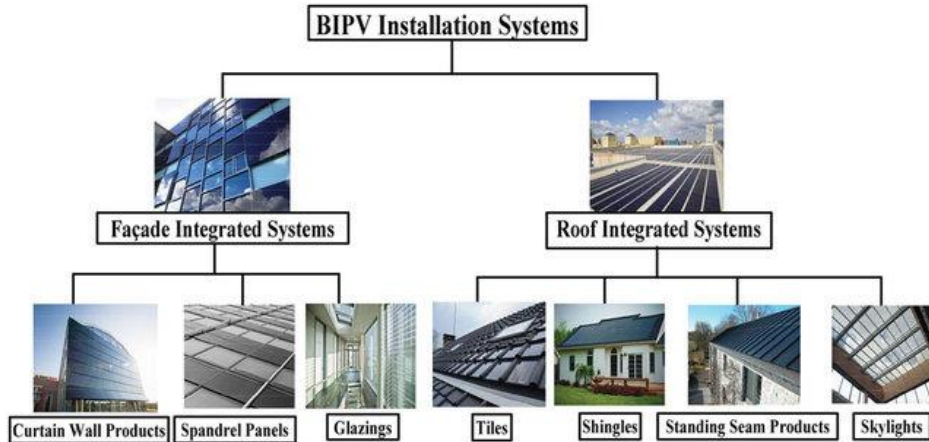 BIPV Installation Systems
Façade Integrated Systems
Roof Integrated Systems
Curtain Wall Products
Spandrel Panels
Glazings
Tiles
Shingles
Standing Seam Products
Skylights